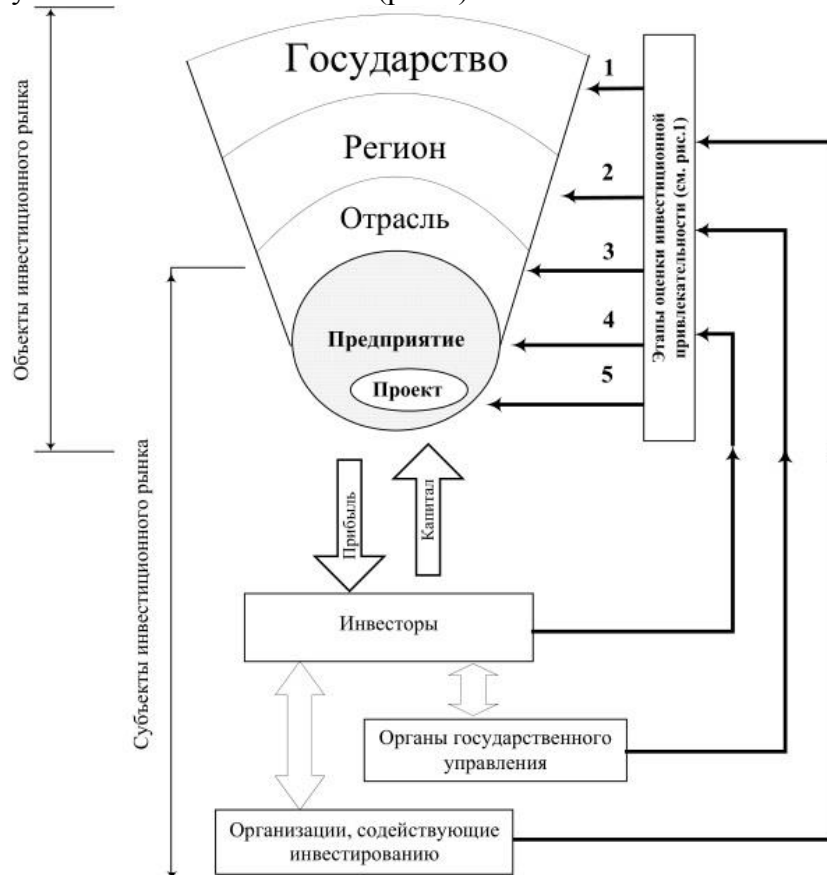 Государство
Регион
Отрасль
Предприятие
Проект
1
2
3
4
5
Этапы оценки инвестиционной
привлекательности (см. рис.1)
Объекты инвестиционного рынка
Субъекты инвестиционного рынка
Прибыль
Капитал
Инвесторы
Органы государственного
управления
Организации, содействующие
инвестированию